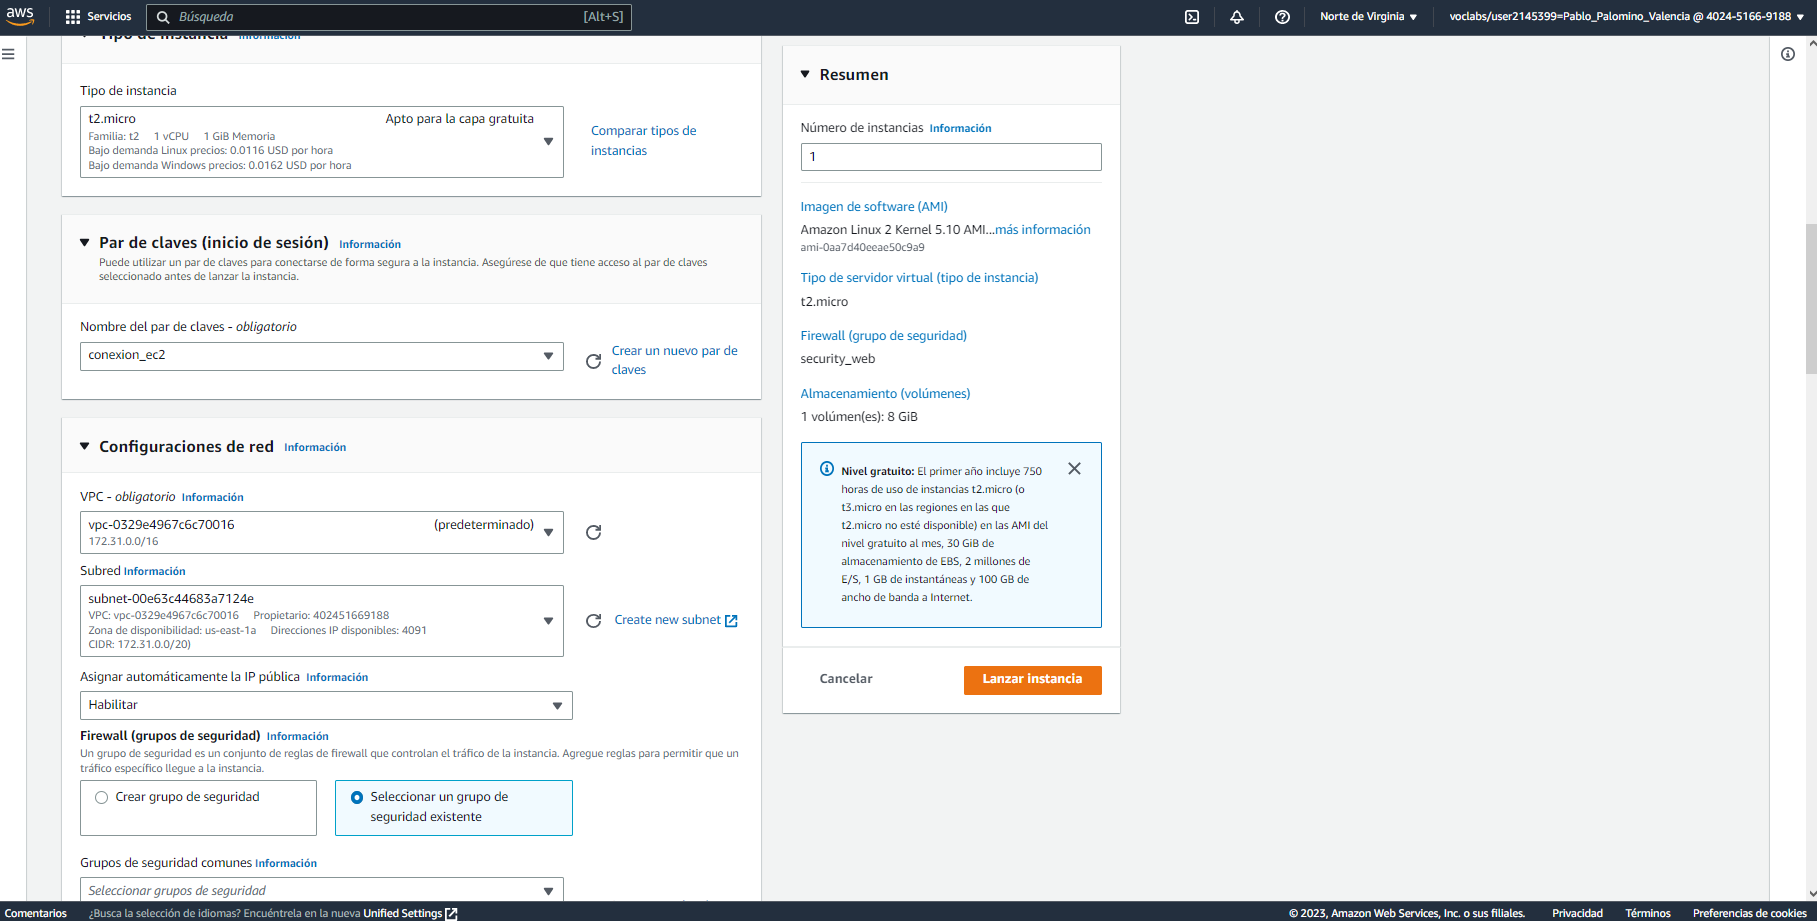 aws
Servicios
Búsqueda
[Alt+S]
Norte de Virginia
voclabs/user2145399=Pablo_Palomino_Valencia @ 4024-5166-9188
Tipo de instancia Información
Tipo de instancia
t2.micro
Apto para la capa gratuita
Familia: t2 1 vCPU 1 GiB Memoria
Bajo demanda Linux precios: 0.0116 USD por hora
Bajo demanda Windows precios: 0.0162 USD por hora
Comparar tipos de
instancias
Par de claves (inicio de sesión) Información
Puede utilizar un par de claves para conectarse de forma segura a la instancia. Asegúrese de que tiene acceso al par de claves
seleccionado antes de lanzar la instancia.
Nombre del par de claves - obligatorio
conexion_ec2
Crear un nuevo par de
claves
Configuraciones de red Información
VPC - obligatorio Información
vpc-0329e4967c6c70016
(predeterminado)
172.31.0.0/16
Subred Información
subnet-00e63c44683a7124e
VPC: vpc-0329e4967c6c70016 Propietario: 402451669188
Zona de disponibilidad: us-east-1a Direcciones IP disponibles: 4091
CIDR: 172.31.0.0/20)
Create new subnet
Asignar automáticamente la IP pública Información
Habilitar
Firewall (grupos de seguridad) Información
Un grupo de seguridad es un conjunto de reglas de firewall que controlan el tráfico de la instancia. Agregue reglas para permitir que un
tráfico específico llegue a la instancia.
Crear grupo de seguridad
Seleccionar un grupo de
seguridad existente
Grupos de seguridad comunes Información
Seleccionar grupos de seguridad
Resumen
Número de instancias Información
1
Imagen de software (AMI)
Amazon Linux 2 Kernel 5.10 AMI...más información
ami-0aa7d40eeae50c9a9
Tipo de servidor virtual (tipo de instancia)
t2.micro
Firewall (grupo de seguridad)
security_web
Almacenamiento (volúmenes)
1 volúmen(es): 8 GiB
Nivel gratuito: El primer año incluye 750
horas de uso de instancias t2.micro (o
t3.micro en las regiones en las que
t2.micro no esté disponible) en las AMI del
nivel gratuito al mes, 30 GiB de
almacenamiento de EBS, 2 millones de
E/S, 1 GB de instantáneas y 100 GB de
ancho de banda a Internet.
Cancelar
Lanzar instancia
Comentarios
¿Busca la selección de idiomas? Encuéntrela en la nueva Unified Settings
© 2023, Amazon Web Services, Inc. o sus filiales.
Privacidad
Términos
Preferencias de cookies